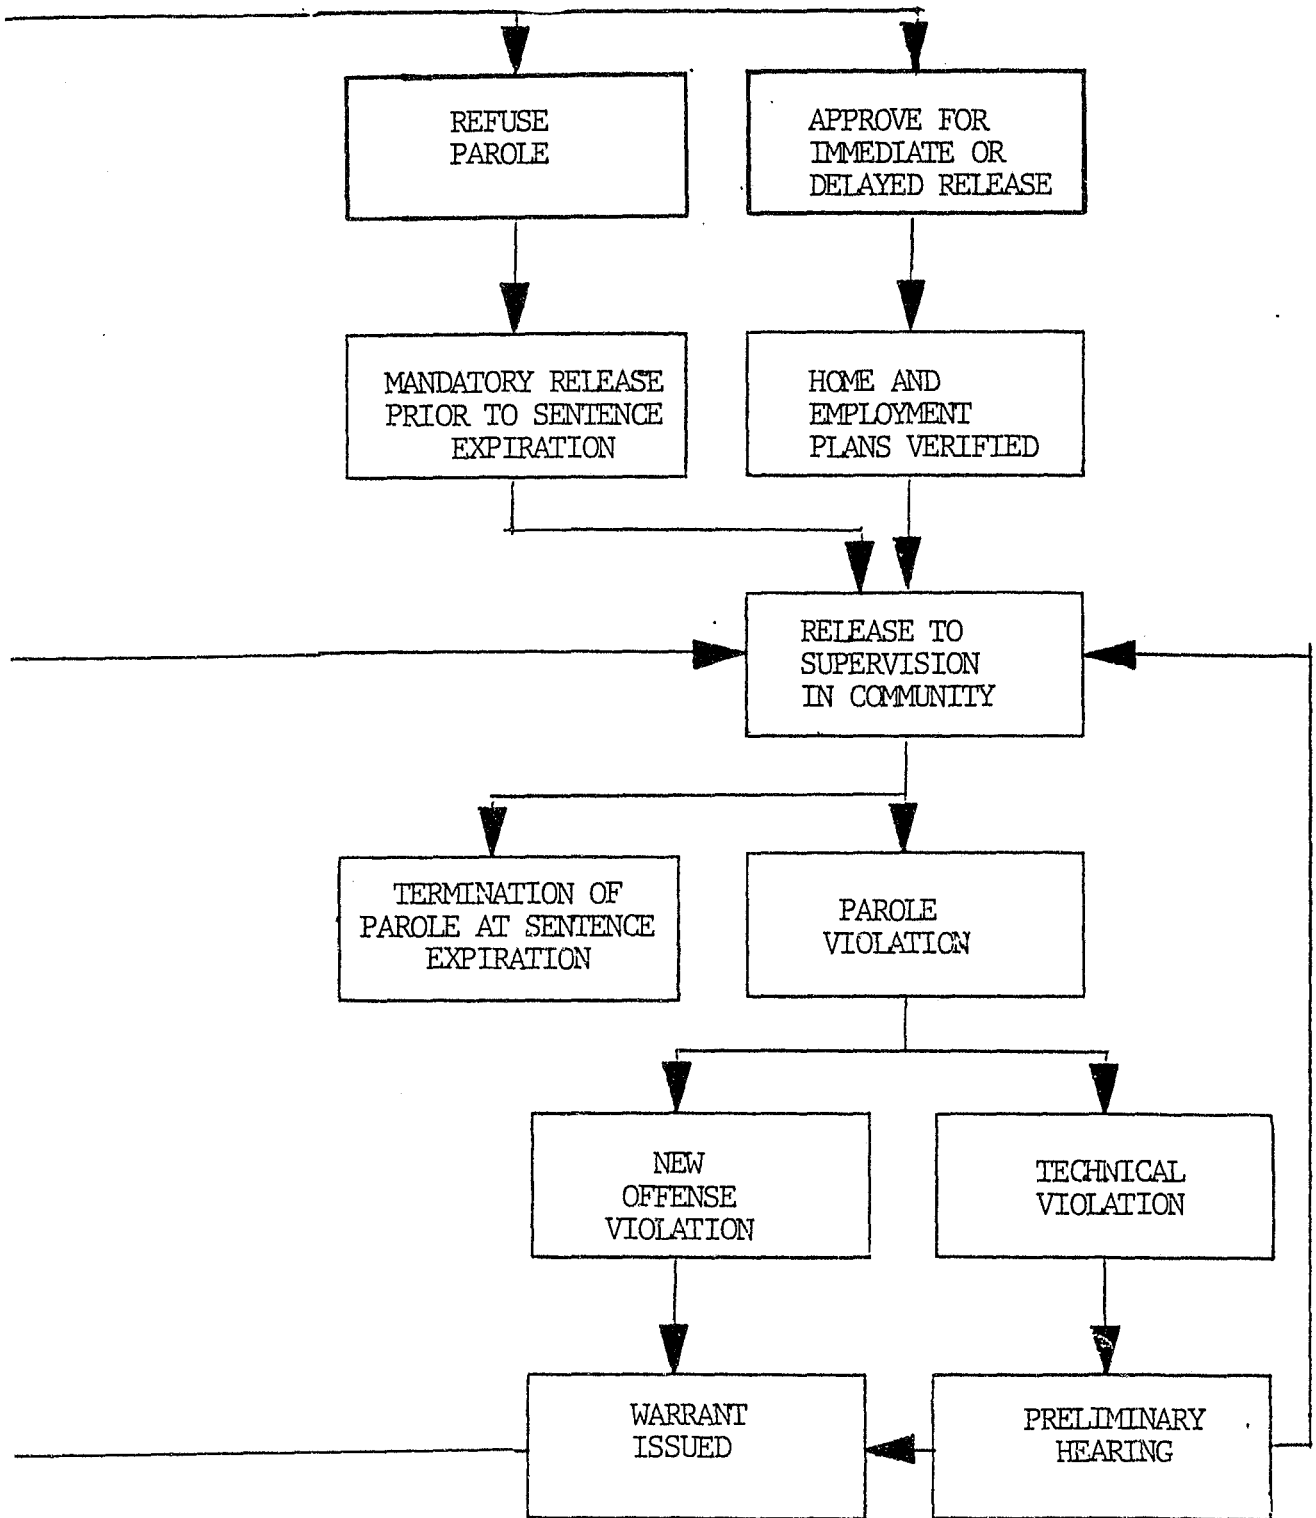 REFUSE
PAROLE
APPROVE FOR
IMMEDIATE OR
DELAYED RELEASE
MANDATORY RELEASE
PRIOR TO SENTENCE
EXPIRATION
HOME AND
EMPLOYMENT
PLANS VERIFIED
RELEASE TO
SUPERVISION
IN COMMUNITY
TERMINATION OF
PAROLE AT SENTENCE
EXPIRATION
PAROLE
VIOLATION
NEW
OFFENSE
VIOLATION
TECHNICAL
VIOLATION
WARRANT
ISSUED
PRELIMINARY
HEARING